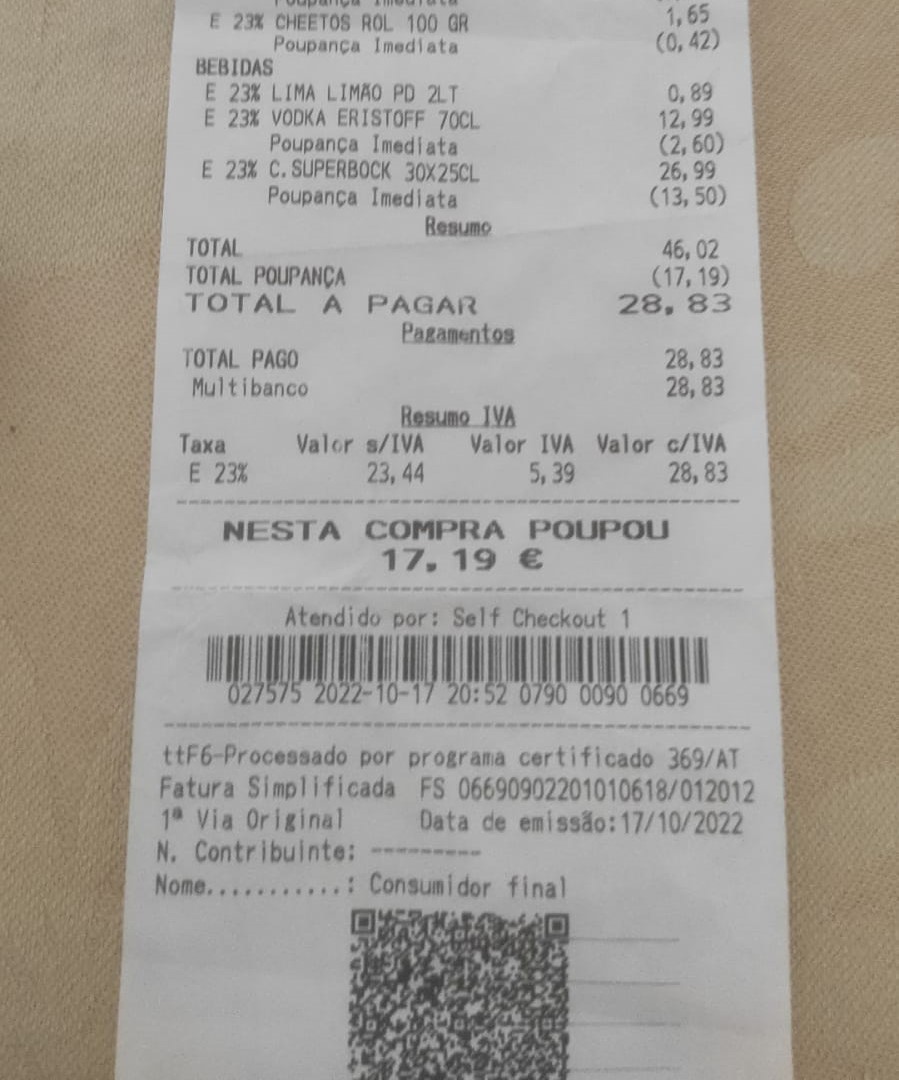 Poupança Imediata
E 23% CHEETOS ROL 100 GR 1,65
Poupança Imediata (0,42)
BEBIDAS
E 23% LIMA LIMÃO PD 2LT 0,89
E 23% VODKA ERISTOFF 70CL 12,99
Poupança Imediata (2,60)
E 23% C.SUPERBOCK 30X25CL 26,99
Poupança Imediata (13,50)
Resumo
TOTAL 46,02
TOTAL POUPANÇA (17,19)
TOTAL A PAGAR 28,83
Pagamentos
TOTAL PAGO 28,83
Multibanco 28,83
Resumo IVA
Taxa Valor s/IVA Valor IVA Valor c/IVA
E 23% 23,44 5,39 28,83
NESTA COMPRA POUPOU
17,19 €
Atendido por: Self Checkout 1
027575 2022-10-17 20:52 0790 0090 0669
ttF6-Processado por programa certificado 369/AT
Fatura Simplificada FS 06690902201010618/012012
1ª Via Original Data de emissão:17/10/2022
N. Contribuinte: ---------
Nome...........: Consumidor final